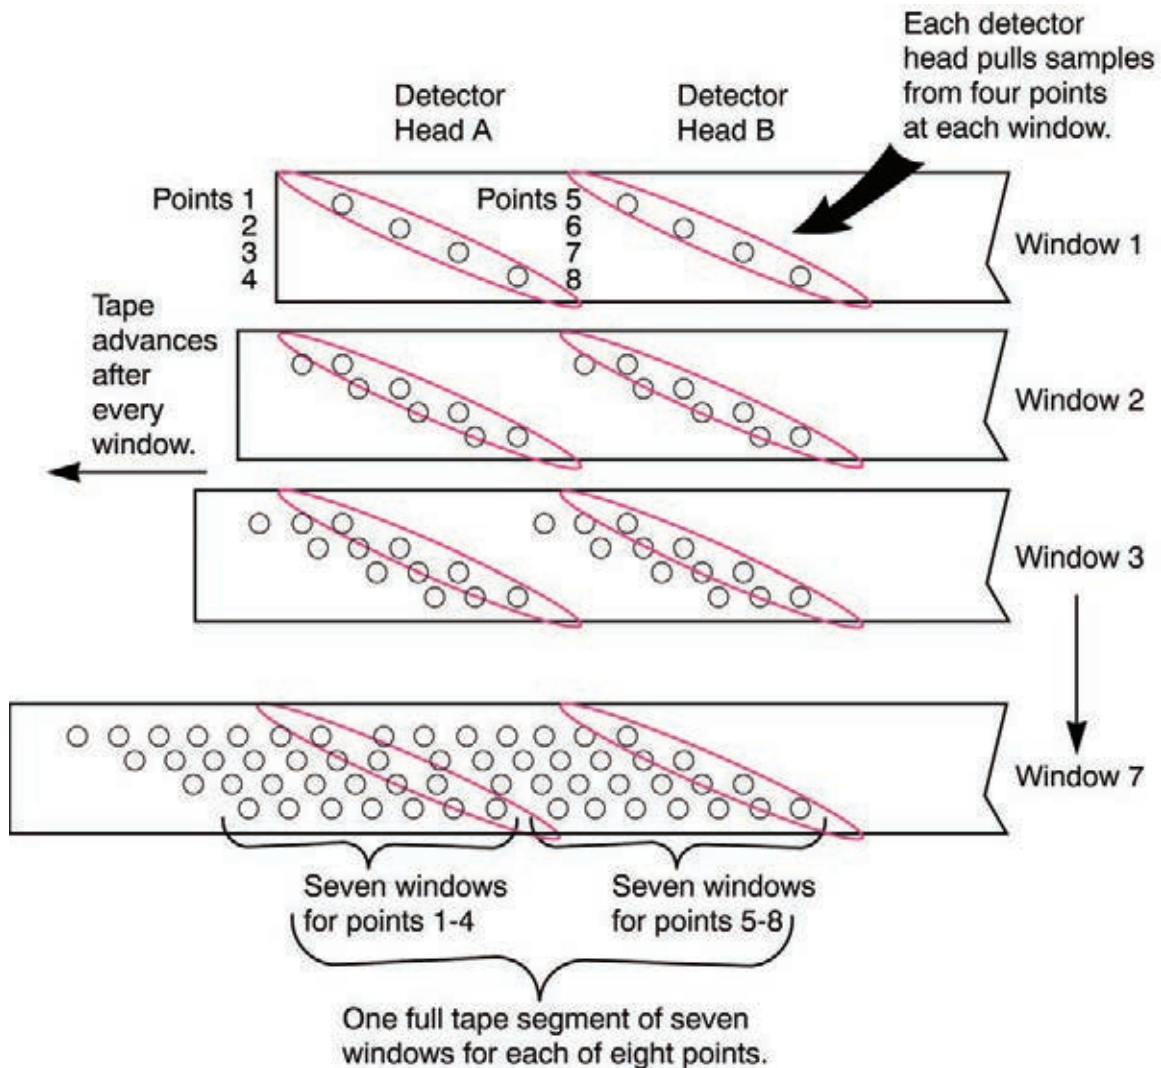 Each detector
head pulls samples
from four points
at each window.
Detector
Head A
Detector
Head B
Points 1
2
3
4
Points 5
6
7
8
Window 1
Tape
advances
after
every
window.
Window 2
Window 3
Window 7
Seven windows
for points 1-4
Seven windows
for points 5-8
One full tape segment of seven
windows for each of eight points.